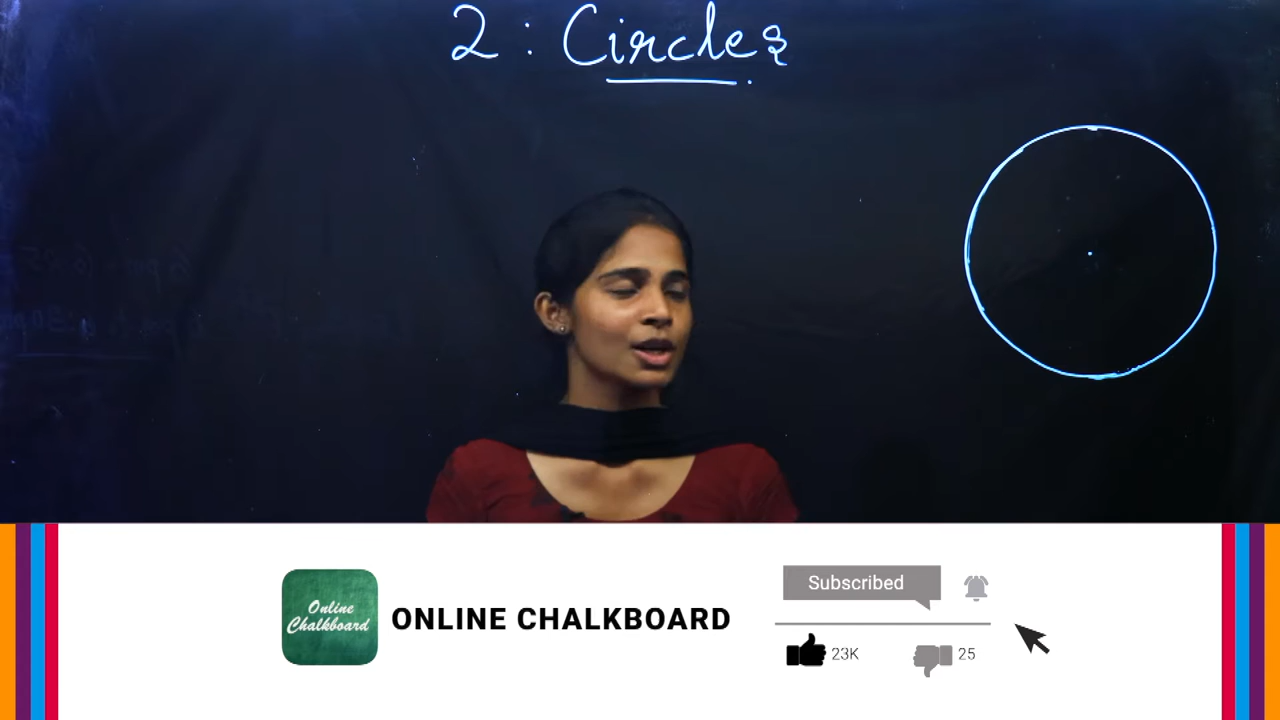 2 : Circles
Online
Chalkboard
ONLINE CHALKBOARD
Subscribed
23K
25